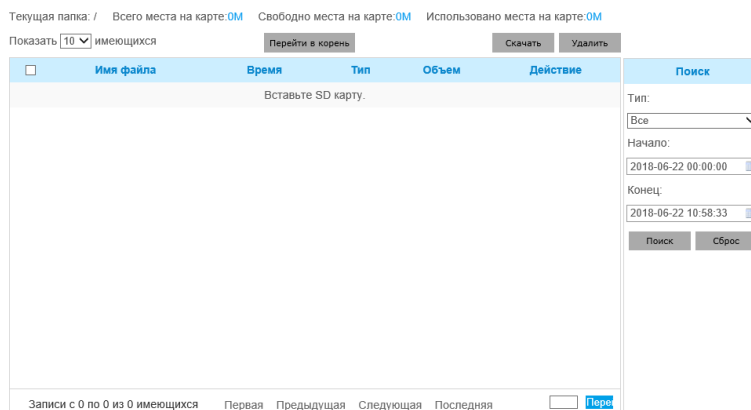 Текущая папка: / Всего места на карте:0M Свободно места на карте:0M Использовано места на карте:0M
Показать 10 имеющихся Перейти в корень Скачать Удалить
Имя файла Время Тип Объем Действие Поиск
Вставьте SD карту.
Тип:
Все
Начало:
2018-06-22 00:00:00
Конец:
2018-06-22 10:58:33
Поиск Сброс
Записи с 0 по 0 из 0 имеющихся Первая Предыдущая Следующая Последняя